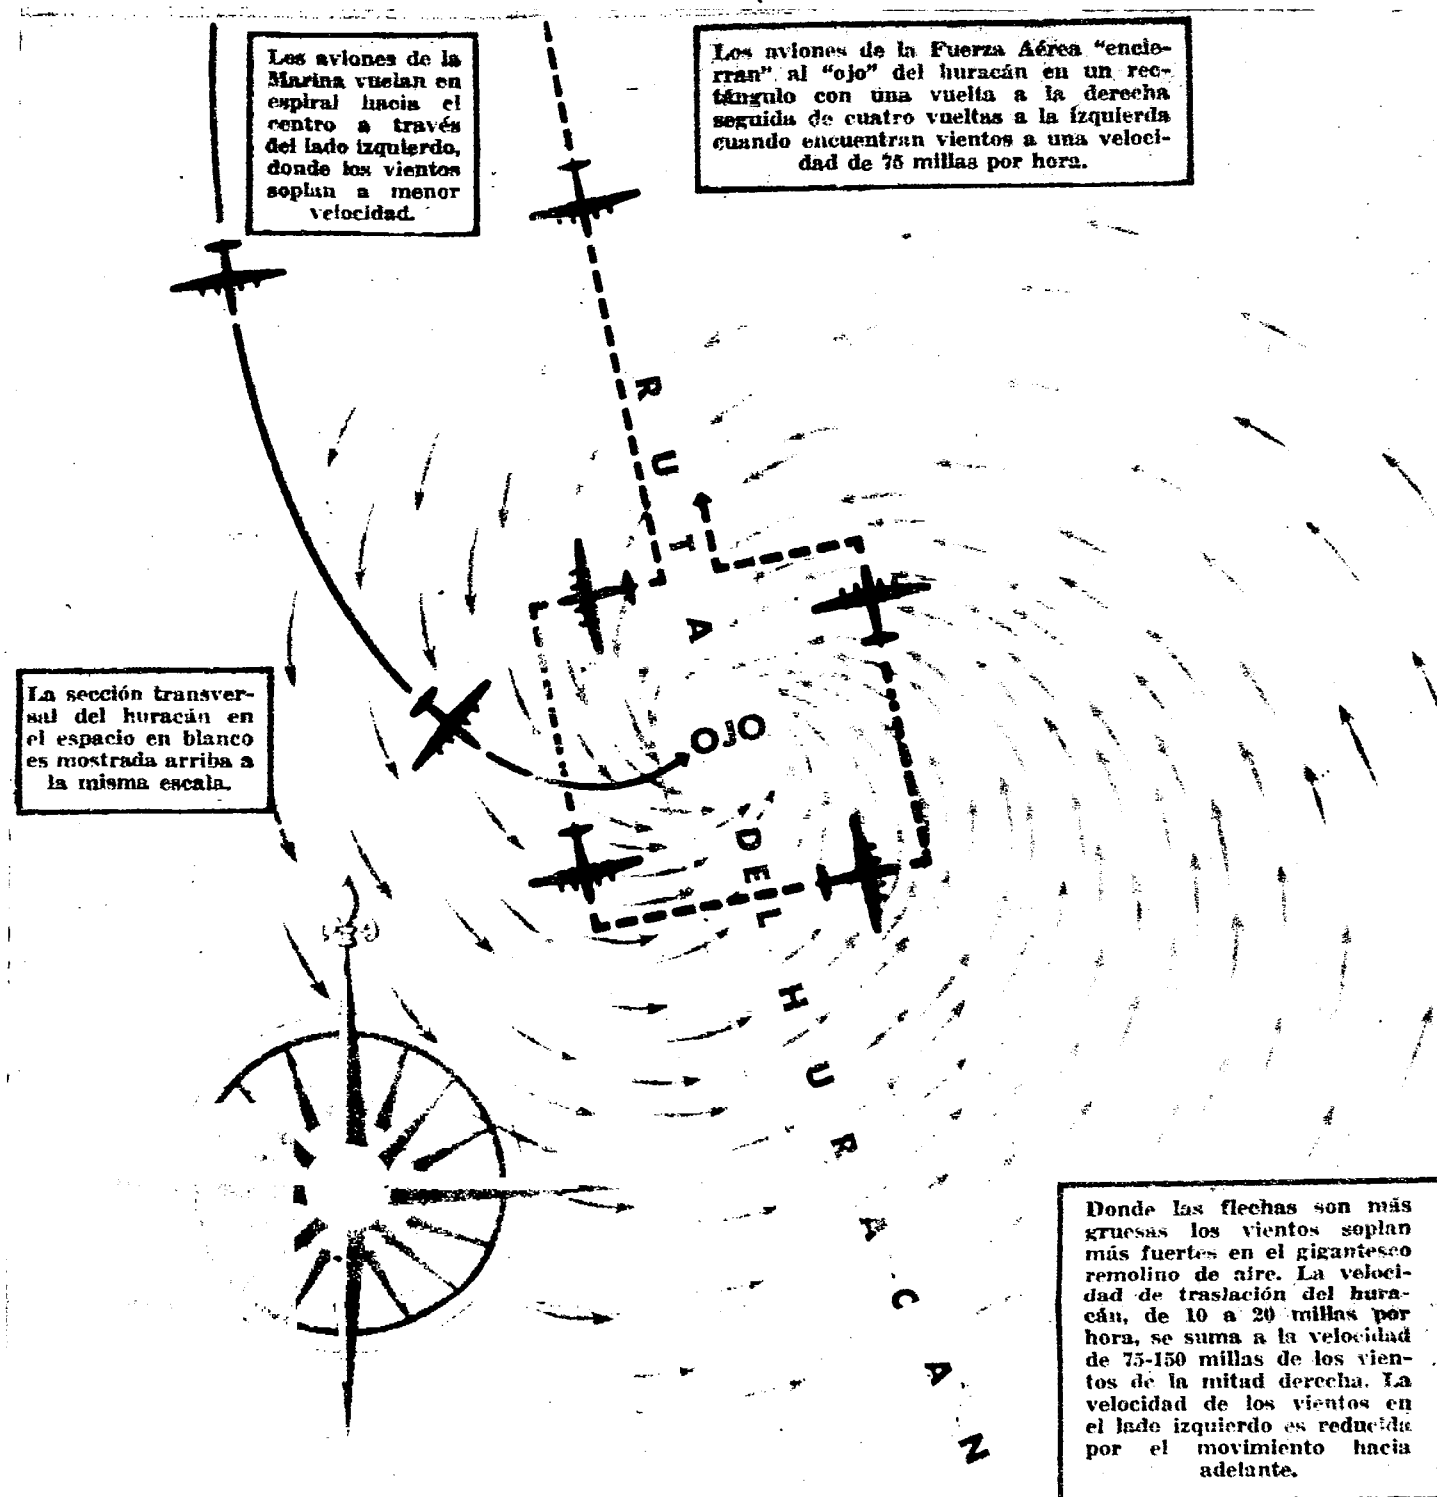 Los aviones de la
Marina vuelan en
espiral hacia el
centro a través
del lado izquierdo,
donde los vientos
soplan a menor
velocidad.
Los aviones de la Fuerza Aérea “encie-
rran” al “ojo” del huracán en un rec-
tángulo con una vuelta a la derecha
seguida de cuatro vueltas a la izquierda
cuando encuentran vientos a una veloci-
dad de 75 millas por hora.
RUTA DEL HURACAN
OJO
La sección transver-
sal del huracán en
el espacio en blanco
es mostrada arriba a
la misma escala.
Donde las flechas son más
gruesas los vientos soplan
más fuertes en el gigantesco
remolino de aire. La veloci-
dad de traslación del hura-
cán, de 10 a 20 millas por
hora, se suma a la velocidad
de 75-150 millas de los vien-
tos de la mitad derecha. La
velocidad de los vientos en
el lado izquierdo es reducida
por el movimiento hacia
adelante.